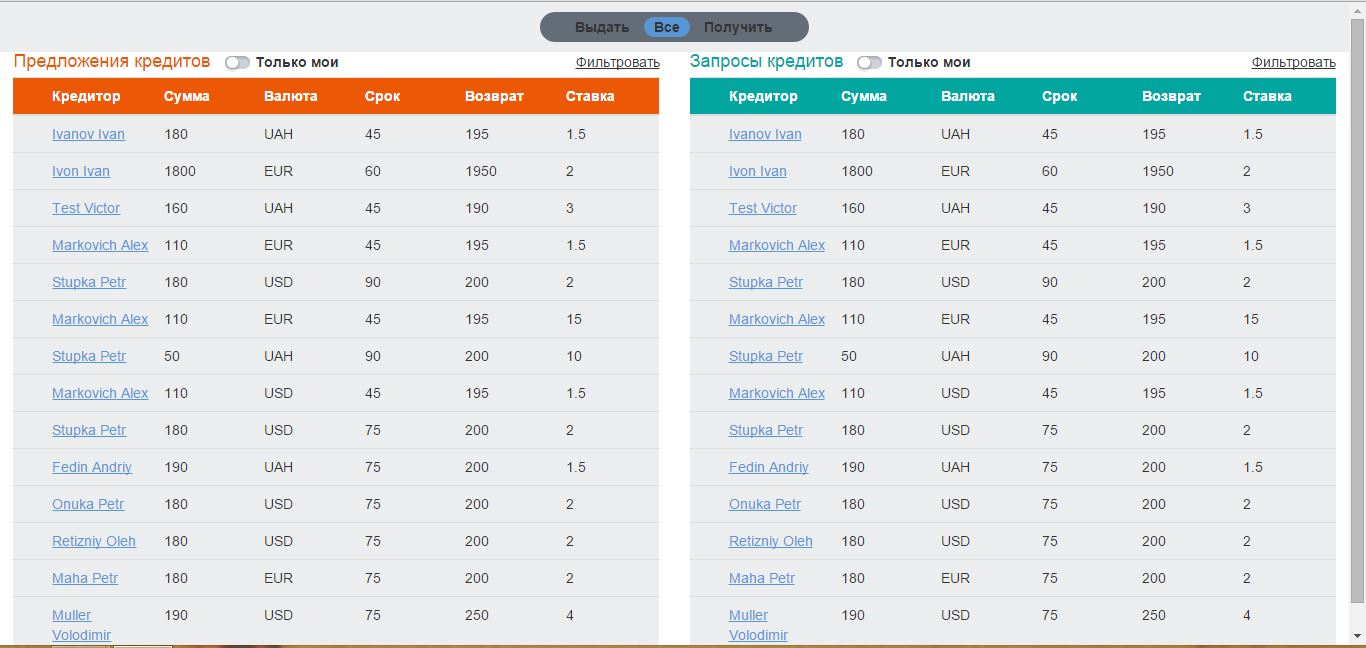 Выдать Все Получить
Предложения кредитов Только мои Фильтровать Запросы кредитов Только мои Фильтровать
Кредитор Сумма Валюта Срок Возврат Ставка Кредитор Сумма Валюта Срок Возврат Ставка
Ivanov Ivan 180 UAH 45 195 1.5 Ivanov Ivan 180 UAH 45 195 1.5
Ivon Ivan 1800 EUR 60 1950 2 Ivon Ivan 1800 EUR 60 1950 2
Test Victor 160 UAH 45 190 3 Test Victor 160 UAH 45 190 3
Markovich Alex 110 EUR 45 195 1.5 Markovich Alex 110 EUR 45 195 1.5
Stupka Petr 180 USD 90 200 2 Stupka Petr 180 USD 90 200 2
Markovich Alex 110 EUR 45 195 15 Markovich Alex 110 EUR 45 195 15
Stupka Petr 50 UAH 90 200 10 Stupka Petr 50 UAH 90 200 10
Markovich Alex 110 USD 45 195 1.5 Markovich Alex 110 USD 45 195 1.5
Stupka Petr 180 USD 75 200 2 Stupka Petr 180 USD 75 200 2
Fedin Andriy 190 UAH 75 200 1.5 Fedin Andriy 190 UAH 75 200 1.5
Onuka Petr 180 USD 75 200 2 Onuka Petr 180 USD 75 200 2
Retizniy Oleh 180 USD 75 200 2 Retizniy Oleh 180 USD 75 200 2
Maha Petr 180 EUR 75 200 2 Maha Petr 180 EUR 75 200 2
Muller 190 USD 75 250 4 Muller 190 USD 75 250 4
Volodimir Volodimir